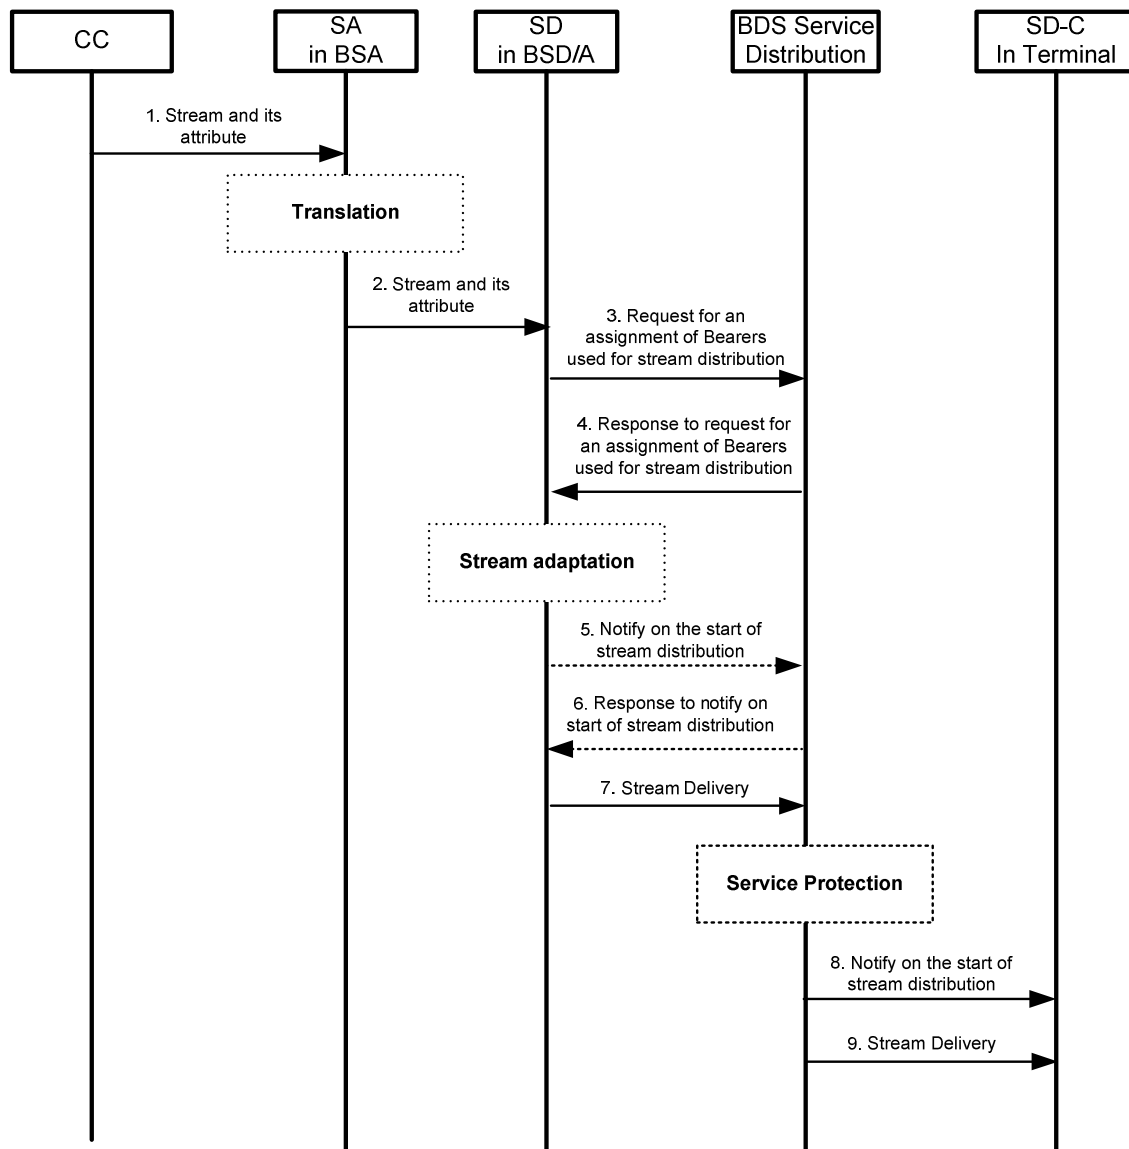 CC
SA
in BSA
SD
in BSD/A
BDS Service
Distribution
SD-C
In Terminal
1. Stream and its
attribute
Translation
2. Stream and its
attribute
3. Request for an
assignment of Bearers
used for stream distribution
4. Response to request for
an assignment of Bearers
used for stream distribution
Stream adaptation
5. Notify on the start of
stream distribution
6. Response to notify on
start of stream distribution
7. Stream Delivery
Service Protection
8. Notify on the start of
stream distribution
9. Stream Delivery